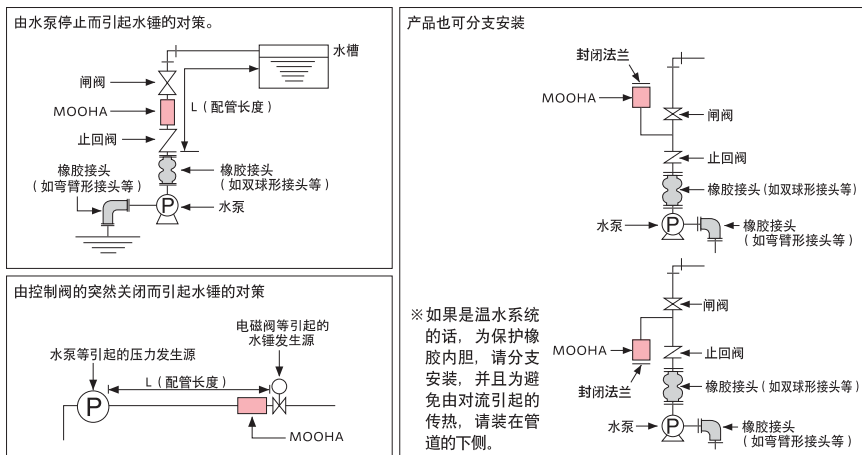 由水泵停止而引起水锤的对策。
水槽
闸阀
MOOHA
L（配管长度）
止回阀
橡胶接头
（如弯臂形接头等）
橡胶接头
（如双球形接头等）
P
水泵
由控制阀的突然关闭而引起水锤的对策
电磁阀等引起的
水锤发生源
水泵等引起的压力发生源
L（配管长度）
P
MOOHA
产品也可分支安装
封闭法兰
MOOHA
闸阀
止回阀
橡胶接头（如双球形接头等）
水泵
P
橡胶接头
（如弯臂形接头等）
※如果是温水系统
的话，为保护橡
胶内胆，请分支
安装，并且为避
免由对流引起的
传热，请装在管
道的下侧。
闸阀
MOOHA
止回阀
封闭法兰
橡胶接头（如双球形接头等）
水泵
P
橡胶接头
（如弯臂形接头等）